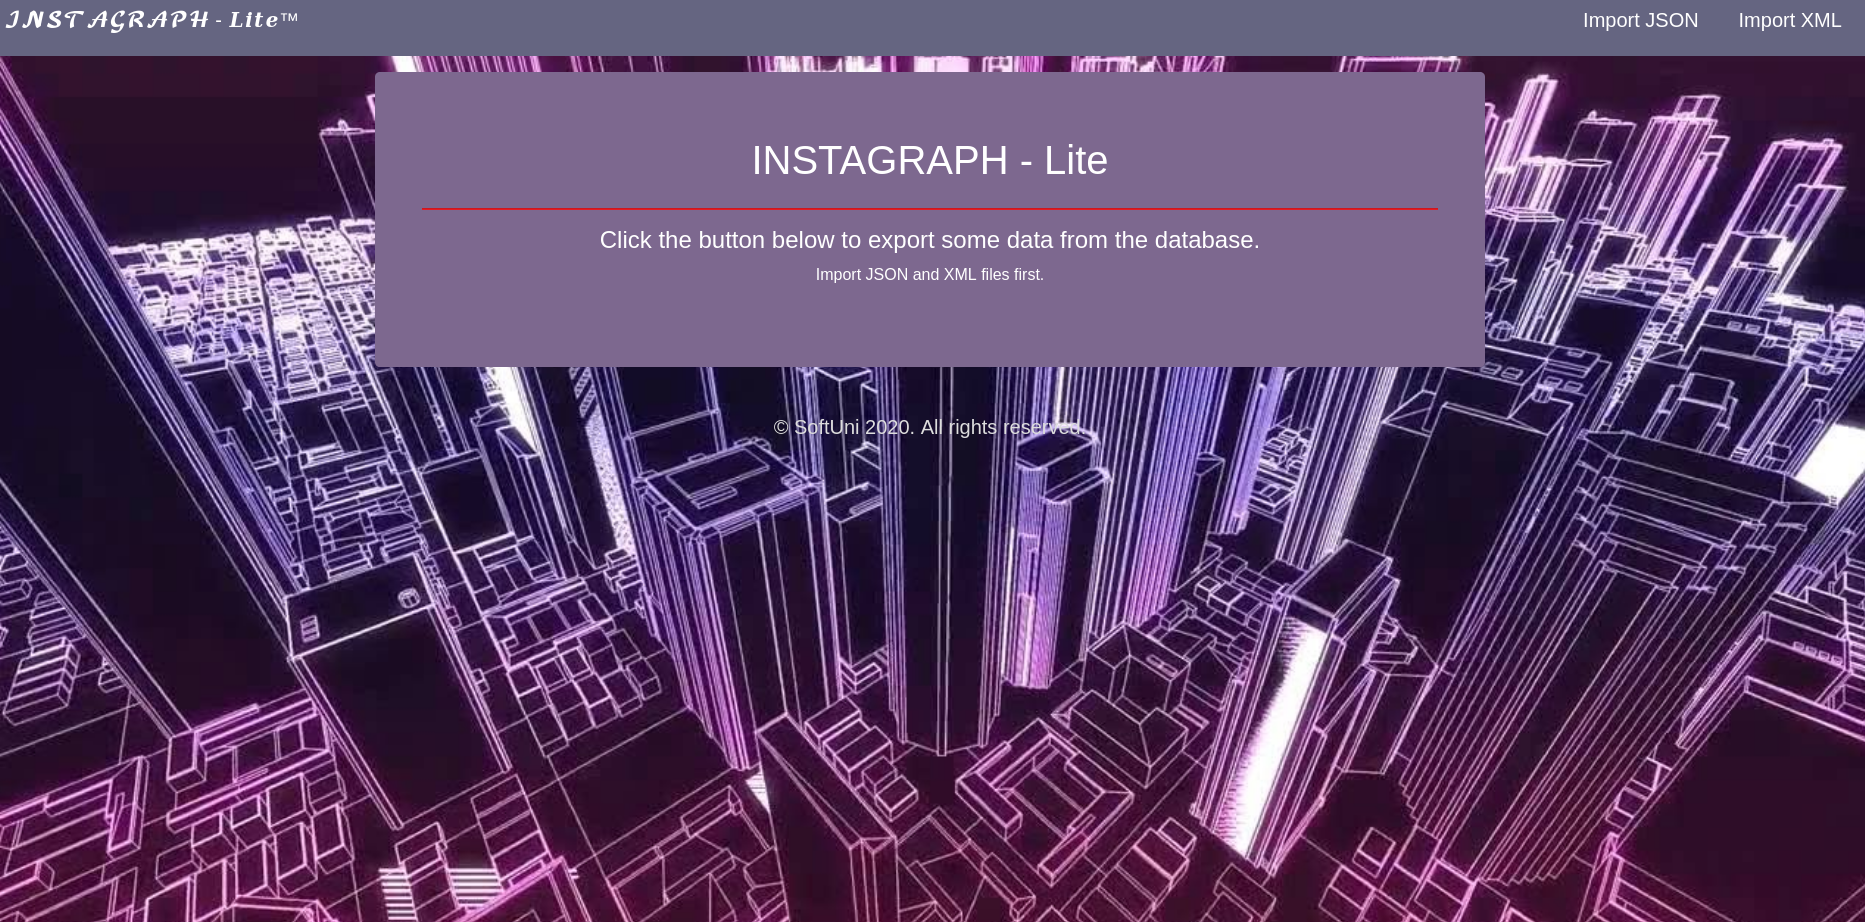 INSTAGRAPH - Lite™
Import JSON
Import XML
INSTAGRAPH - Lite
Click the button below to export some data from the database.
Import JSON and XML files first.
© SoftUni 2020. All rights reserved.